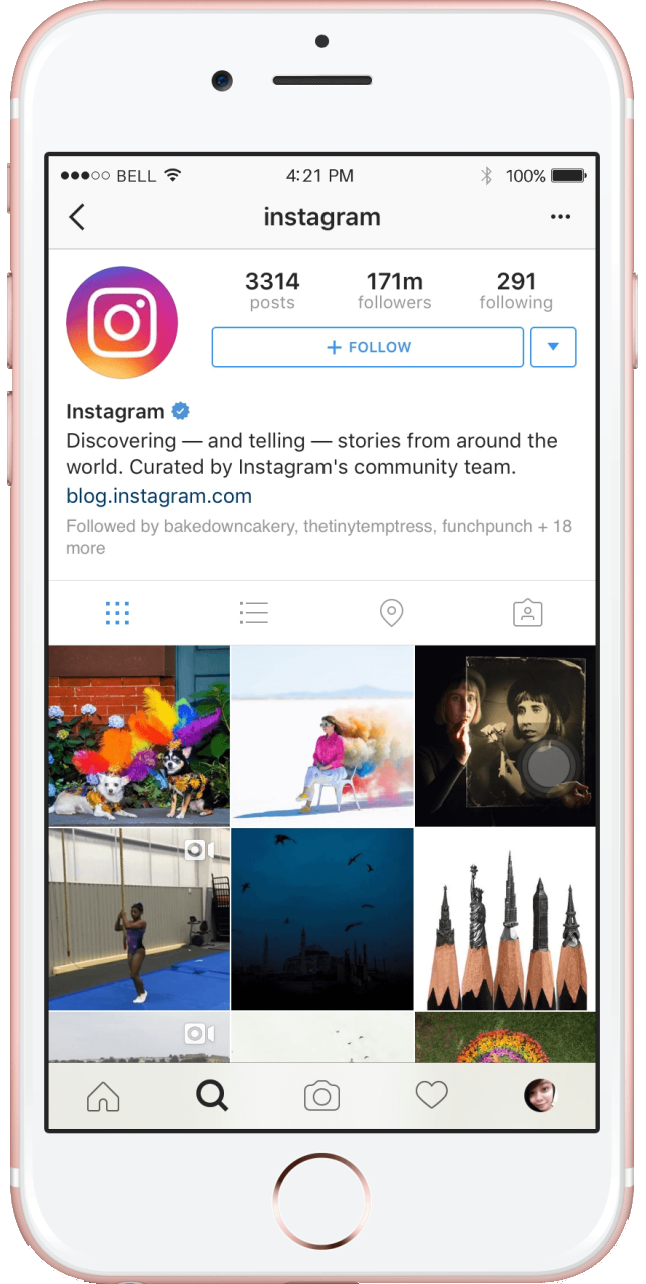 BELL 4:21 PM 100%
instagram
3314 171m 291
posts followers following
+ FOLLOW
Instagram
Discovering — and telling — stories from around the
world. Curated by Instagram's community team.
blog.instagram.com
Followed by bakedowncakery, thetinytemptress, funchpunch + 18
more